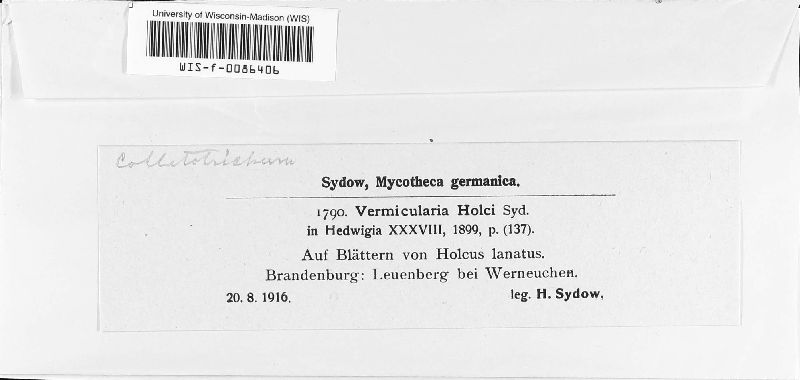 University of Wisconsin-Madison (WIS)
WIS-f-0086406
Colletotrichum
Sydow, Mycotheca germanica.
1790. Vermicularia Holci Syd.
in Hedwigia XXXVIII, 1899, p. (137).
Auf Blättern von Holcus lanatus.
Brandenburg: Leuenberg bei Werneuchen.
20. 8. 1916. leg. H. Sydow.